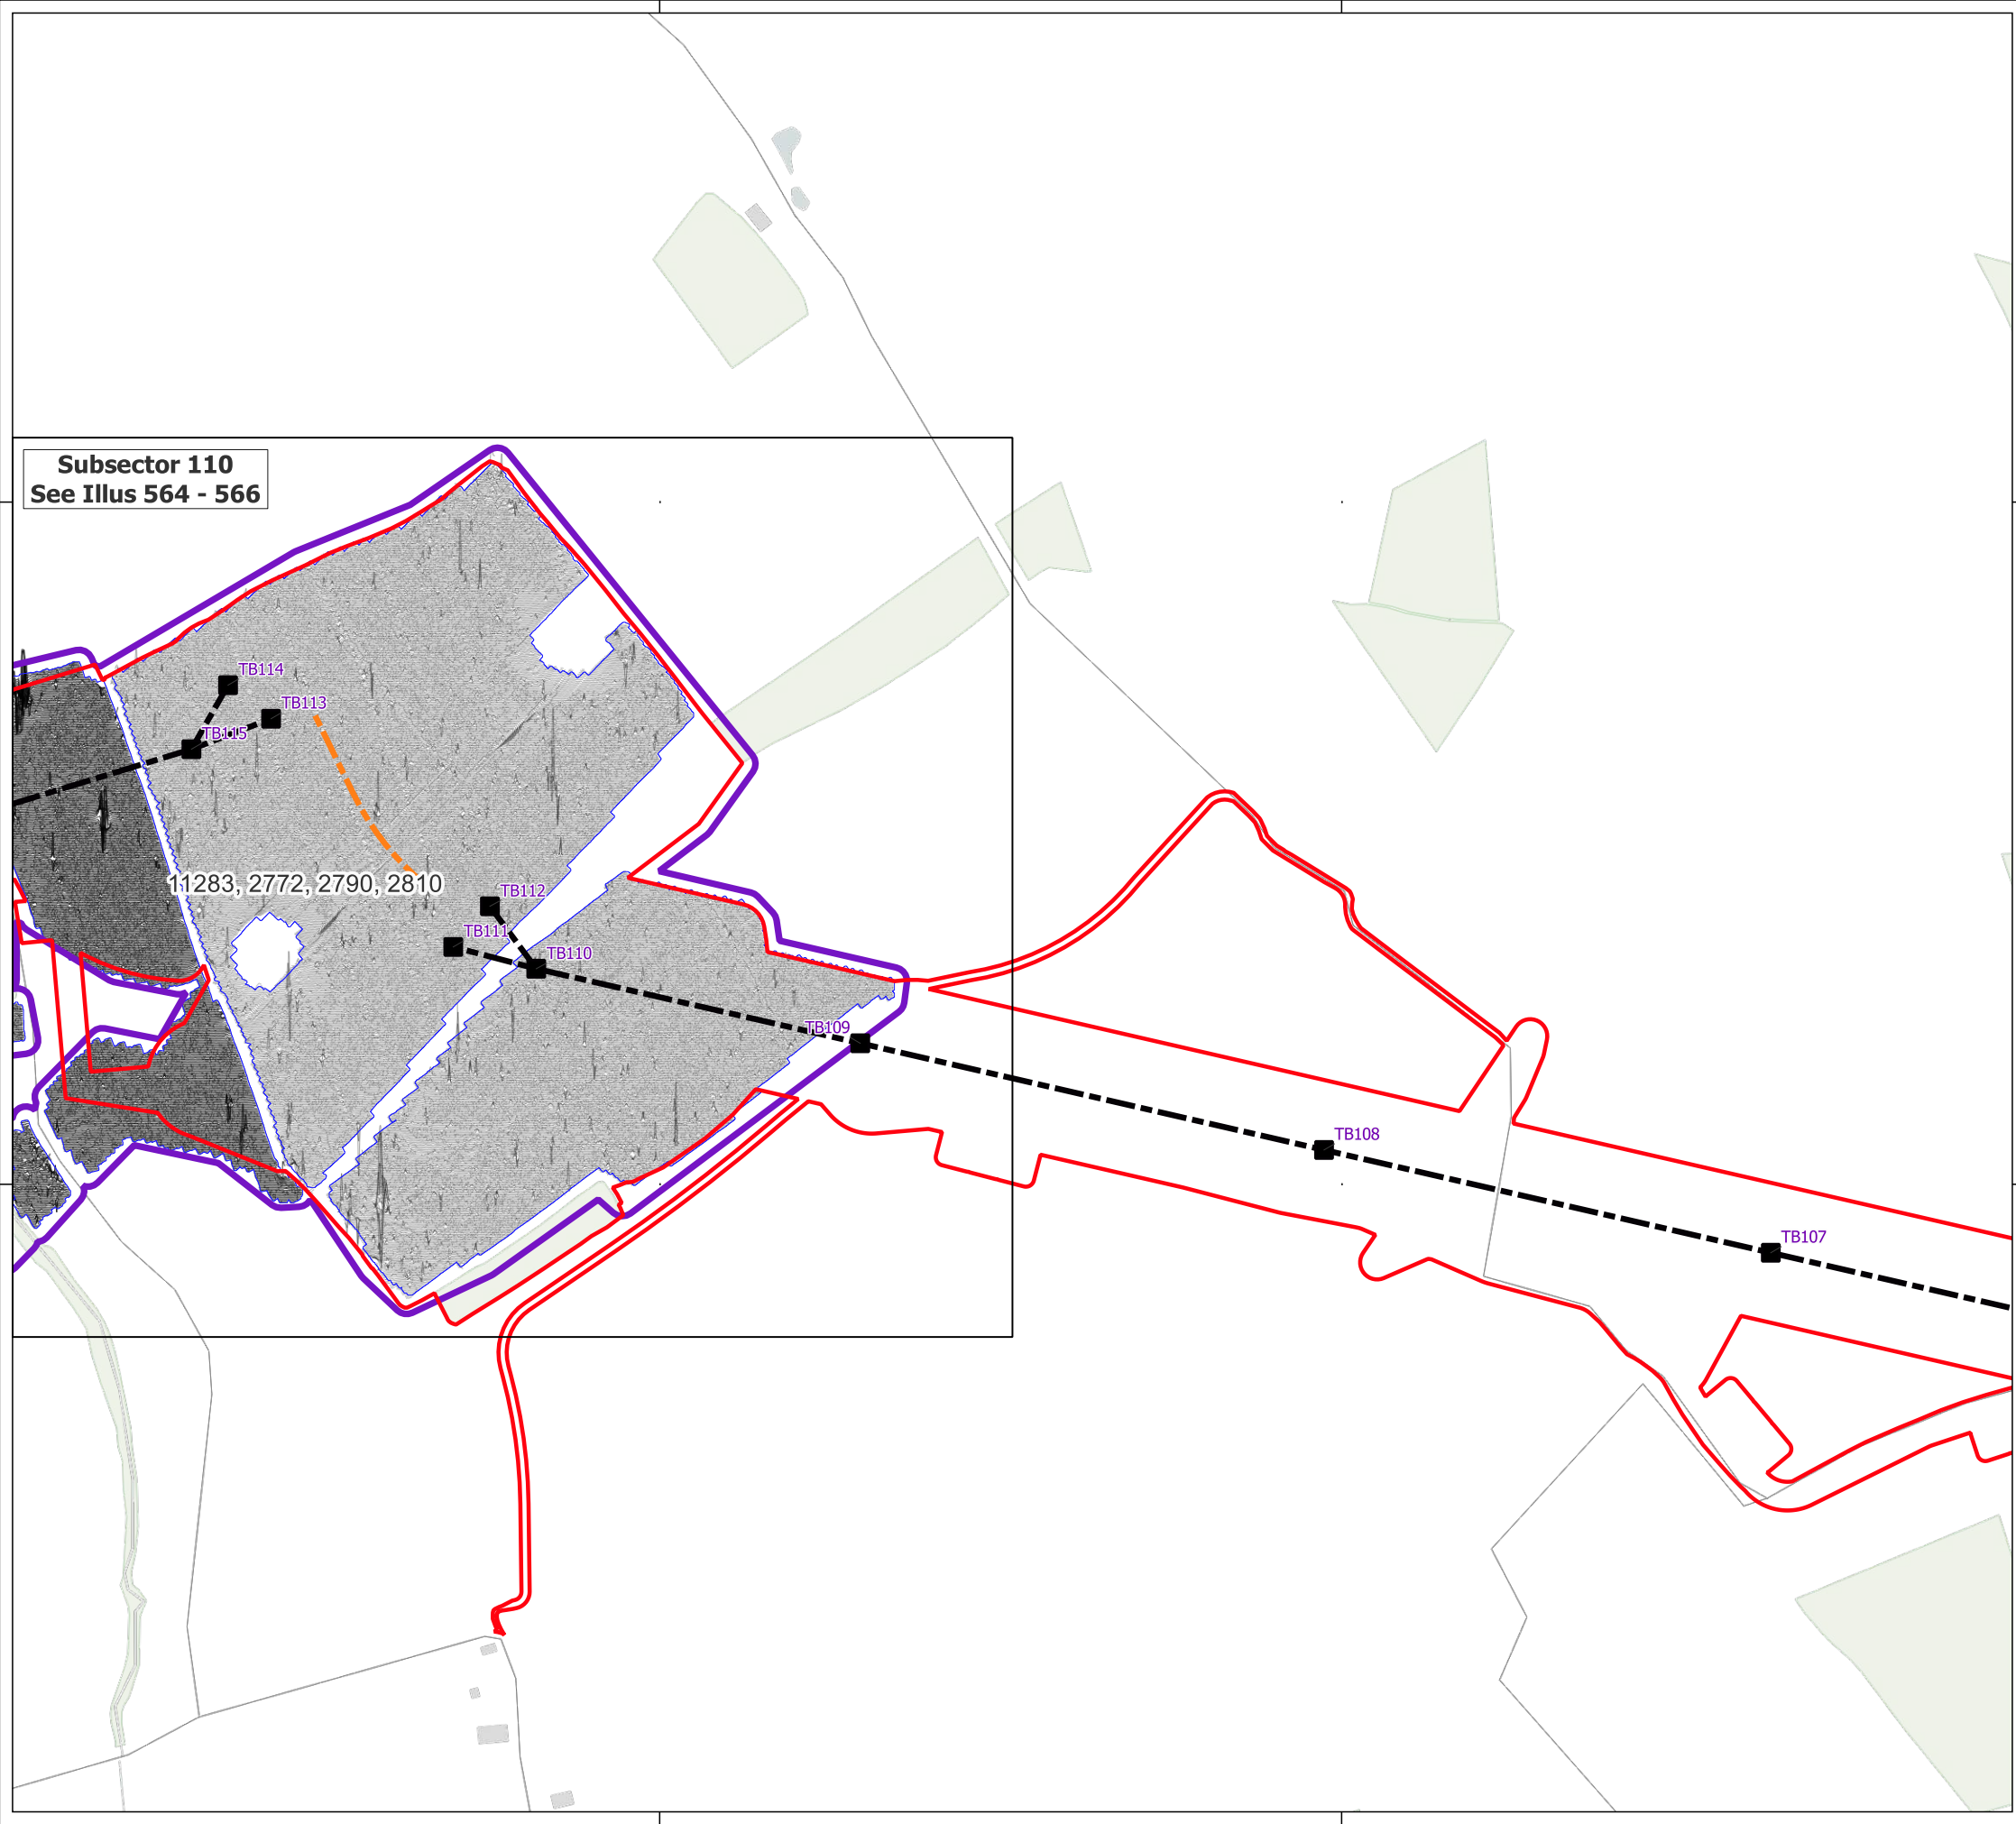 Subsector 110
See Illus 564 - 566
TB114
TB113
TB115
11283, 2772, 2790, 2810
TB112
TB111
TB110
TB109
TB108
TB107